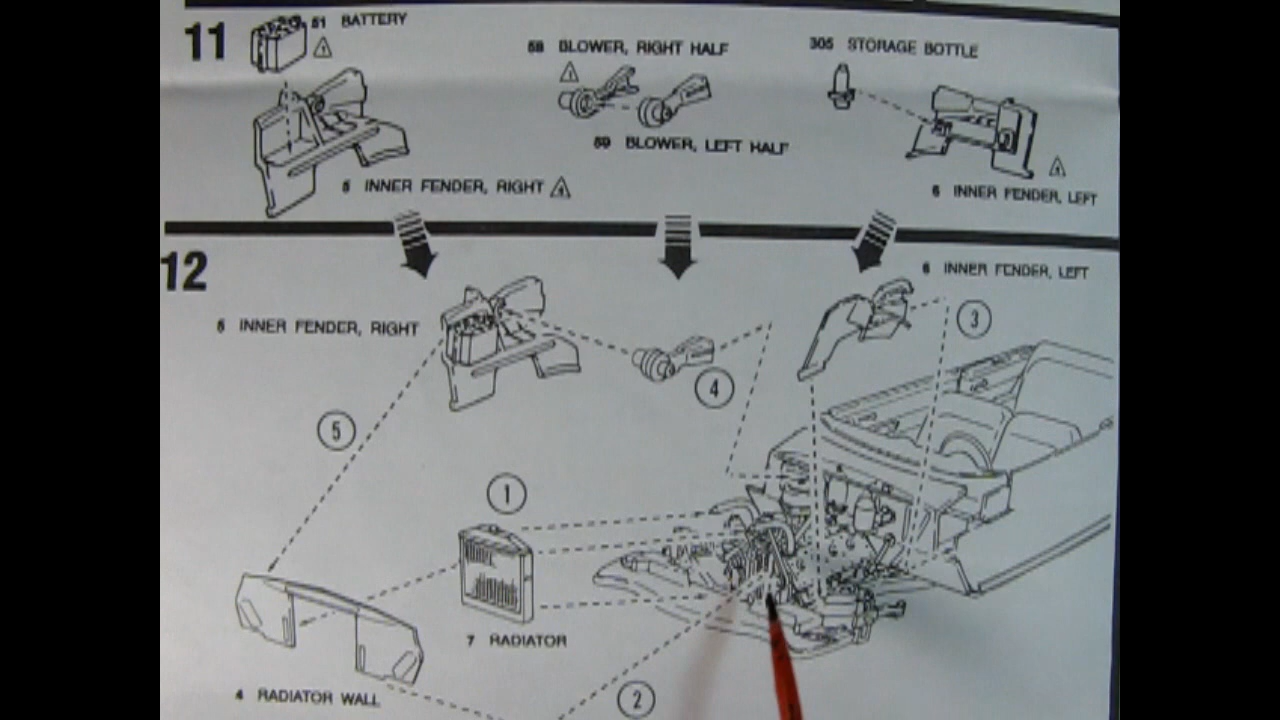 11
51 BATTERY
58 BLOWER, RIGHT HALF
305 STORAGE BOTTLE
59 BLOWER, LEFT HALF
5 INNER FENDER, RIGHT
6 INNER FENDER, LEFT
12
6 INNER FENDER, LEFT
5 INNER FENDER, RIGHT
3
4
5
1
7 RADIATOR
4 RADIATOR WALL
2